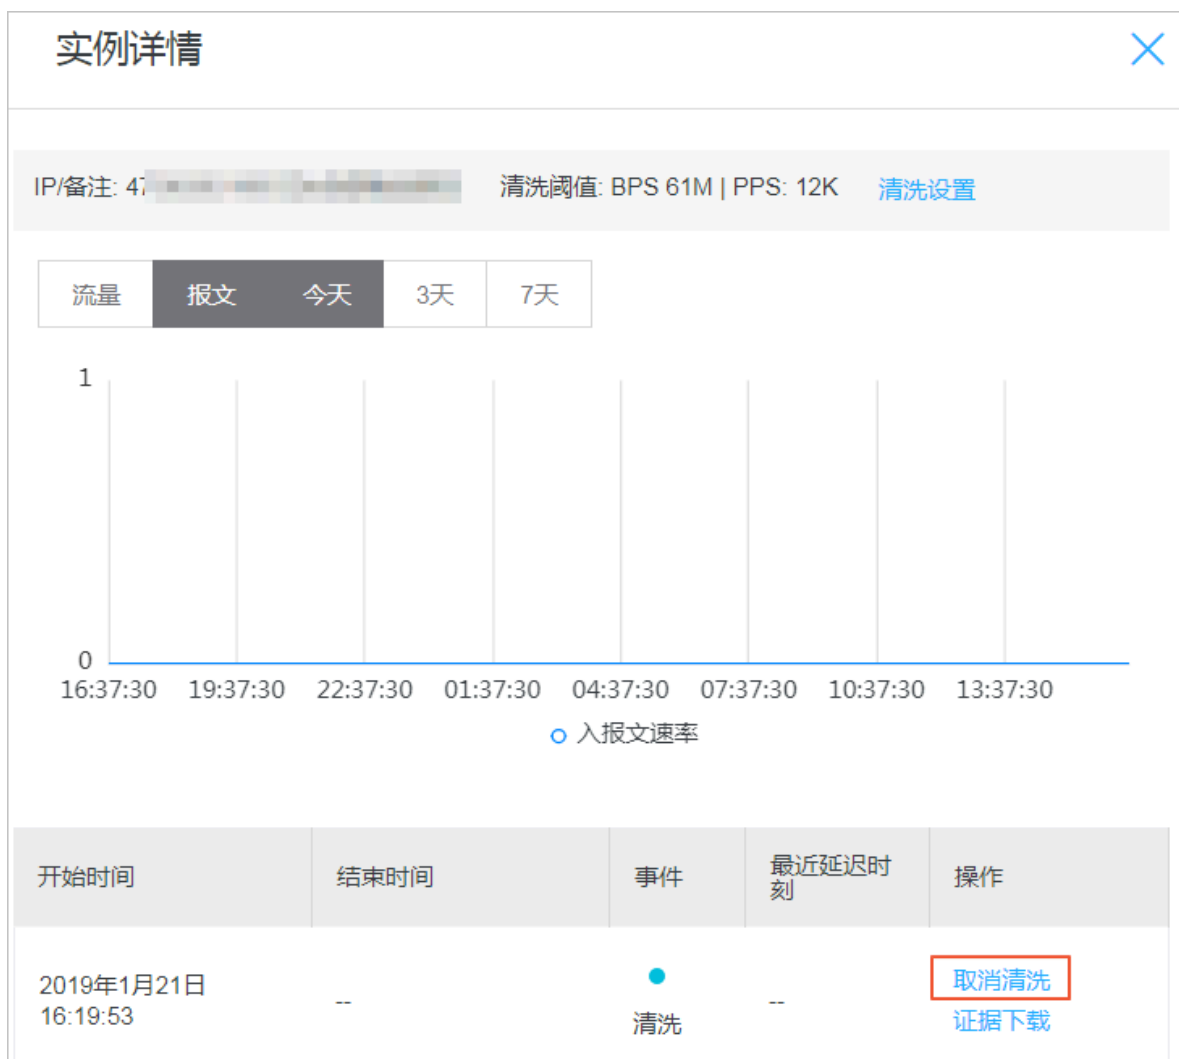 实例详情
IP/备注: 47
清洗阈值: BPS 61M | PPS: 12K 清洗设置
流量 报文 今天 3天 7天
1
0
16:37:30 19:37:30 22:37:30 01:37:30 04:37:30 07:37:30 10:37:30 13:37:30
入报文速率
开始时间 结束时间 事件 最近延迟时刻 操作
2019年1月21日
16:19:53
--
清洗
--
取消清洗
证据下载